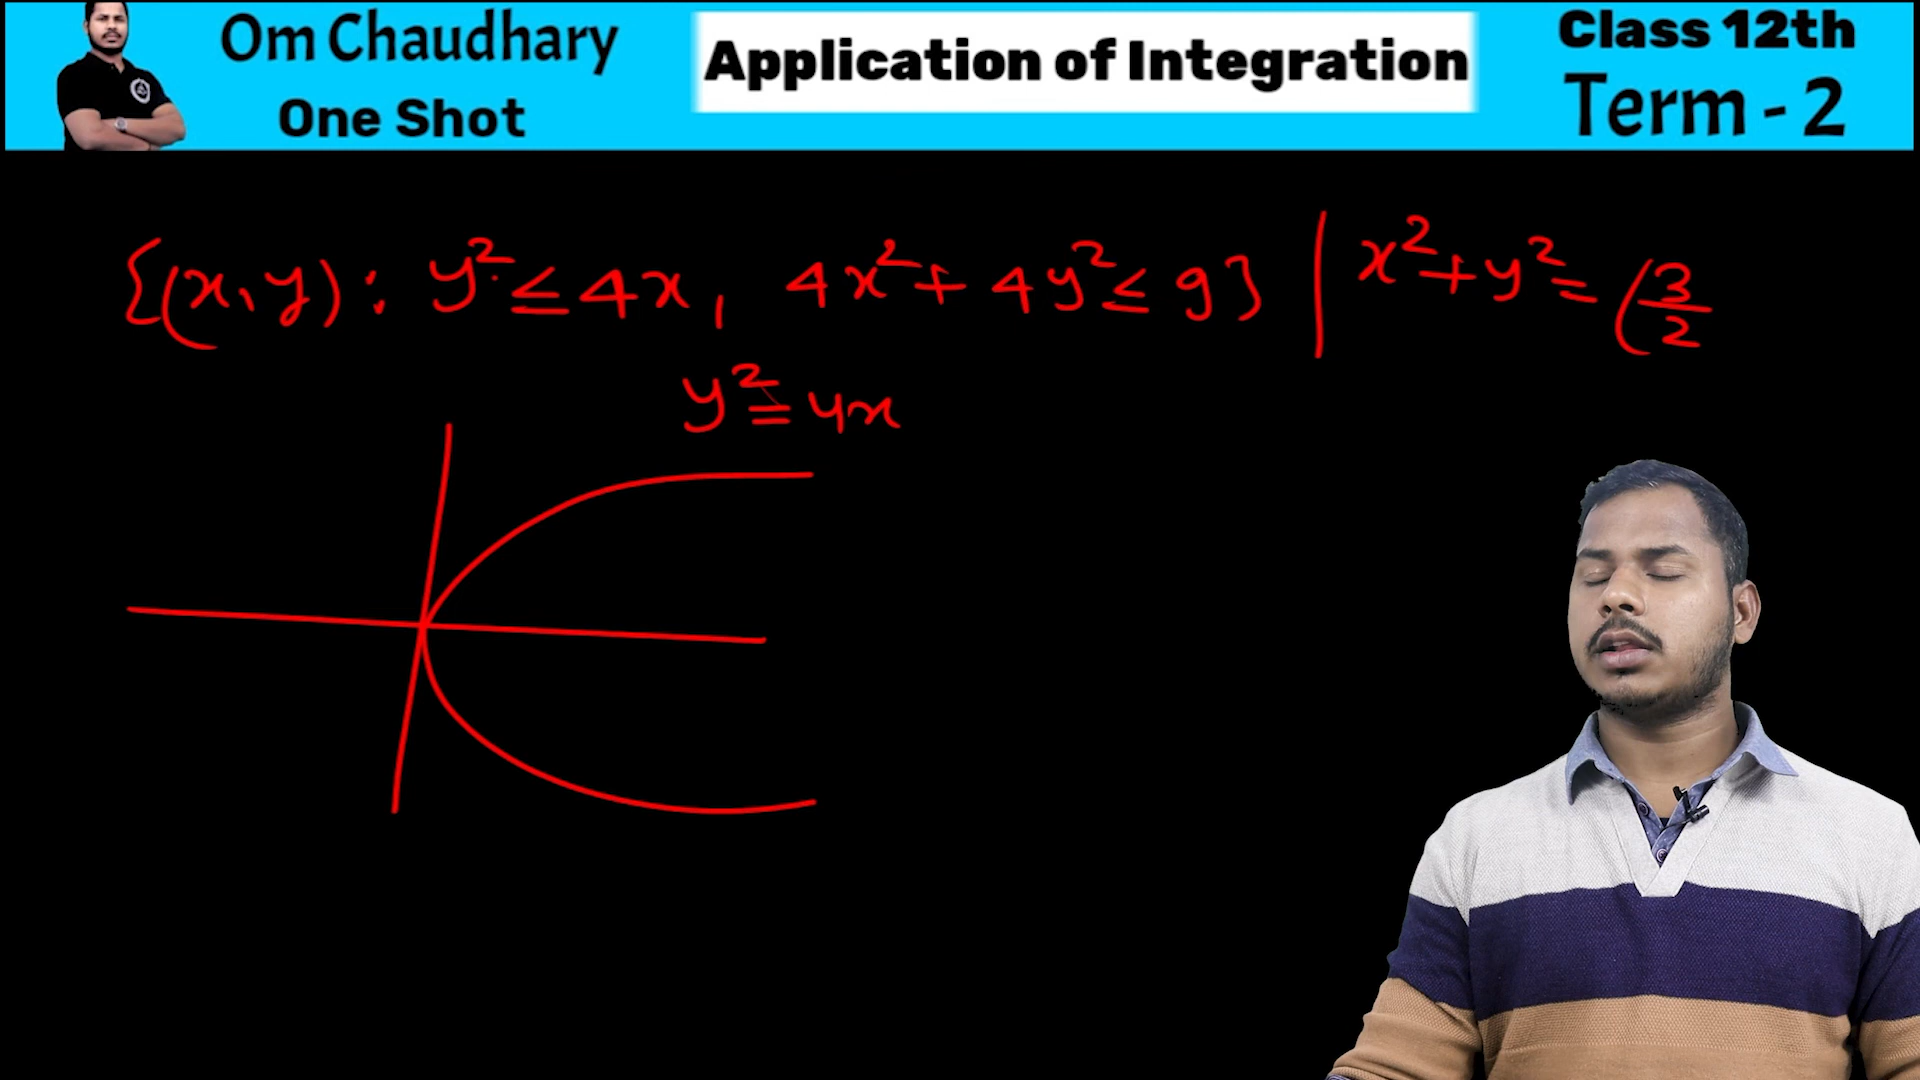 Om Chaudhary
One Shot
Application of Integration
Class 12th
Term - 2
{(x,y): y² ≤ 4x, 4x² + 4y² ≤ 9} | x² + y² = (3/2
y² = 4x